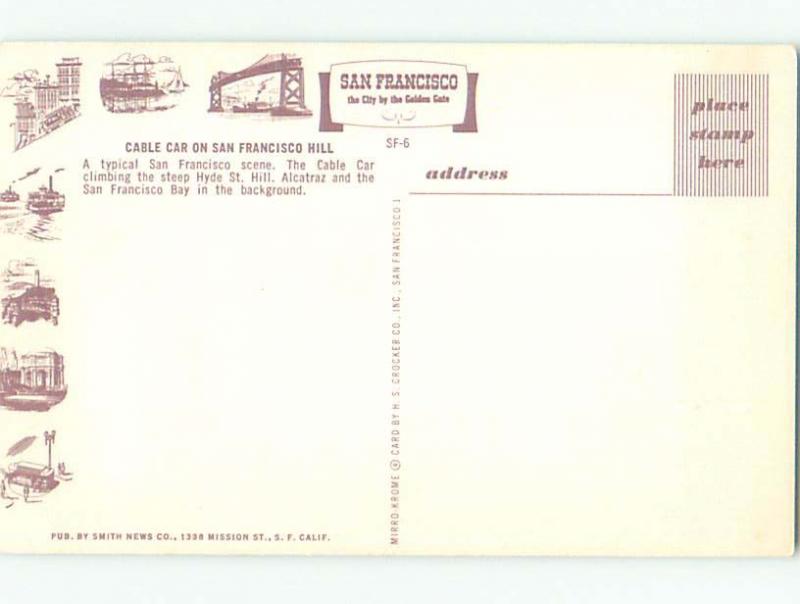 SAN FRANCISCO
the City by the Golden Gate
SF-6
CABLE CAR ON SAN FRANCISCO HILL
A typical San Francisco scene. The Cable Car
climbing the steep Hyde St. Hill. Alcatraz and the
San Francisco Bay in the background.
place
stamp
here
address
MIRRO-KROME ® CARD BY H. S. CROCKER CO., INC., SAN FRANCISCO 1
PUB. BY SMITH NEWS CO., 1398 MISSION ST., S. F. CALIF.